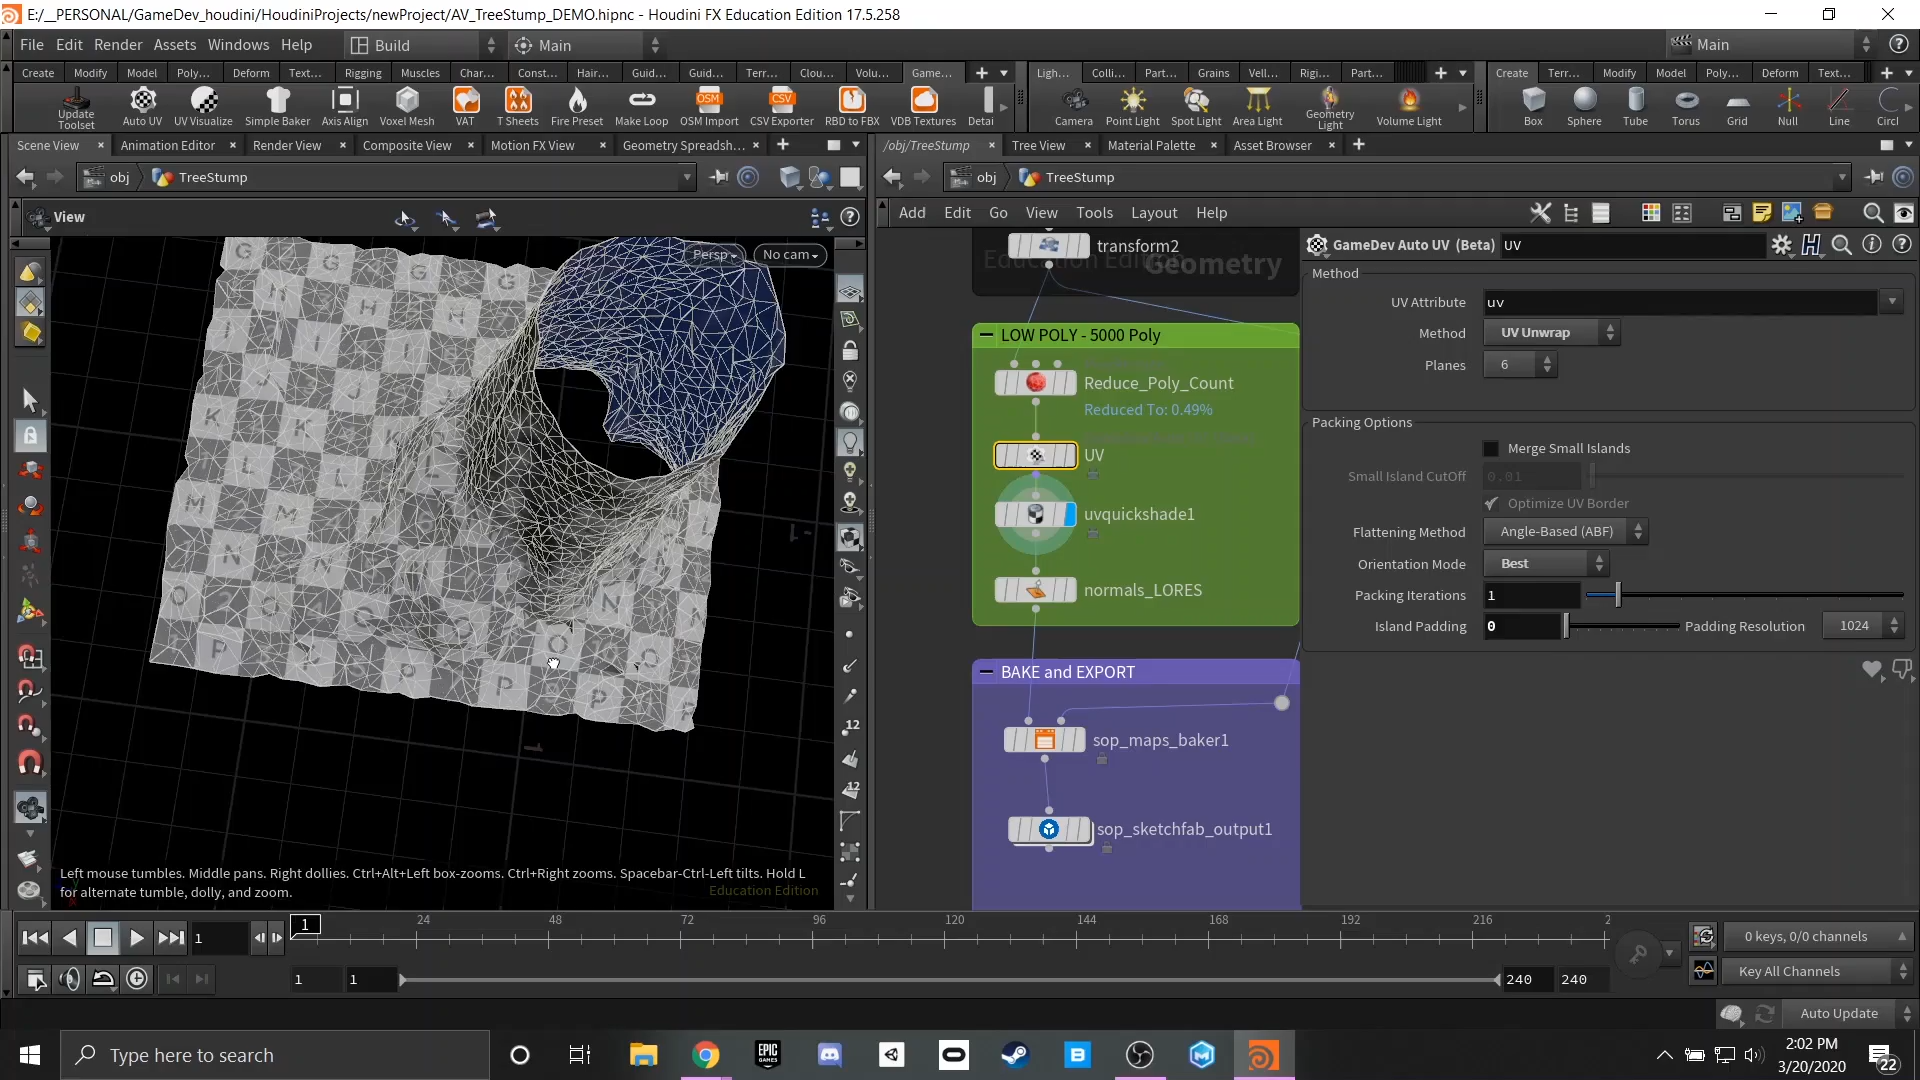 E:/__PERSONAL/GameDev_houdini/HoudiniProjects/newProject/AV_TreeStump_DEMO.hipnc - Houdini FX Education Edition 17.5.258
File Edit Render Assets Windows Help Build Main Main
Create Modify Model Poly... Deform Text... Rigging Muscles Char... Const... Hair... Guid... Guid... Terr... Clou... Volu... Game... Ligh... Colli... Part... Grains Vell... Rigi... Part... Create Terr... Modify Model Poly... Deform Text...
Update Toolset Auto UV UV Visualize Simple Baker Axis Align Voxel Mesh VAT T Sheets Fire Preset Make Loop OSM Import CSV Exporter RBD to FBX VDB Textures Detai Camera Point Light Spot Light Area Light Geometry Light Volume Light Box Sphere Tube Torus Grid Null Line Circl
Scene View Animation Editor Render View Composite View Motion FX View Geometry Spreadsh... /obj/TreeStump Tree View Material Palette Asset Browser
obj TreeStump obj TreeStump
View
Add Edit Go View Tools Layout Help
Persp No cam
transform2
Education Edition
Geometry
LOW POLY - 5000 Poly
Reduce_Poly_Count
Reduced To: 0.49%
UV
uvquickshade1
normals_LORES
BAKE and EXPORT
sop_maps_baker1
sop_sketchfab_output1
GameDev Auto UV (Beta) UV
Method
UV Attribute uv
Method UV Unwrap
Planes 6
Packing Options
Merge Small Islands
Small Island CutOff 0.01
Optimize UV Border
Flattening Method Angle-Based (ABF)
Orientation Mode Best
Packing Iterations 1
Island Padding 0 Padding Resolution 1024
Left mouse tumbles. Middle pans. Right dollies. Ctrl+Alt+Left box-zooms. Ctrl+Right zooms. Spacebar-Ctrl-Left tilts. Hold L
for alternate tumble, dolly, and zoom.
Education Edition
1 1 24 48 72 96 120 144 168 192 216 2
0 keys, 0/0 channels
1 1 240 240 Key All Channels
Auto Update
Type here to search
2:02 PM
3/20/2020
22